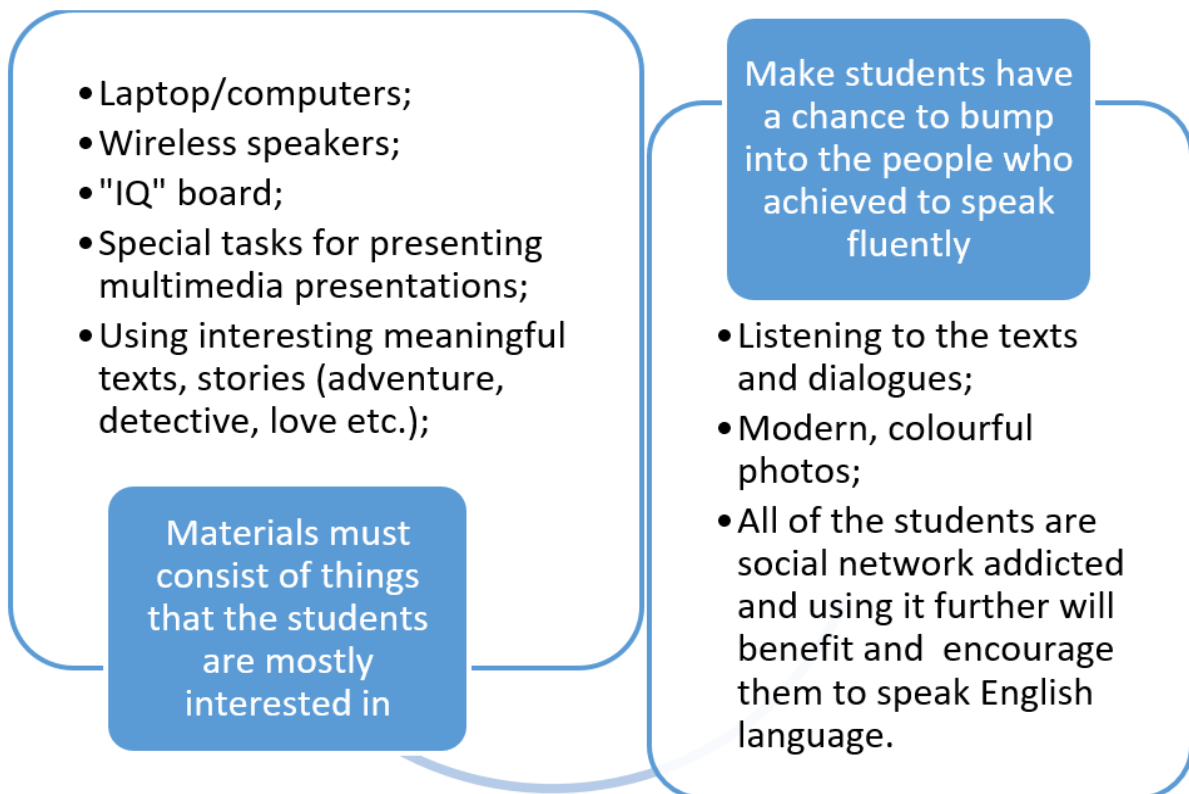 •Laptop/computers;
•Wireless speakers;
•"IQ" board;
•Special tasks for presenting
multimedia presentations;
•Using interesting meaningful
texts, stories (adventure,
detective, love etc.);
Materials must
consist of things
that the students
are mostly
interested in
Make students have
a chance to bump
into the people who
achieved to speak
fluently
•Listening to the texts
and dialogues;
•Modern, colourful
photos;
•All of the students are
social network addicted
and using it further will
benefit and  encourage
them to speak English
language.